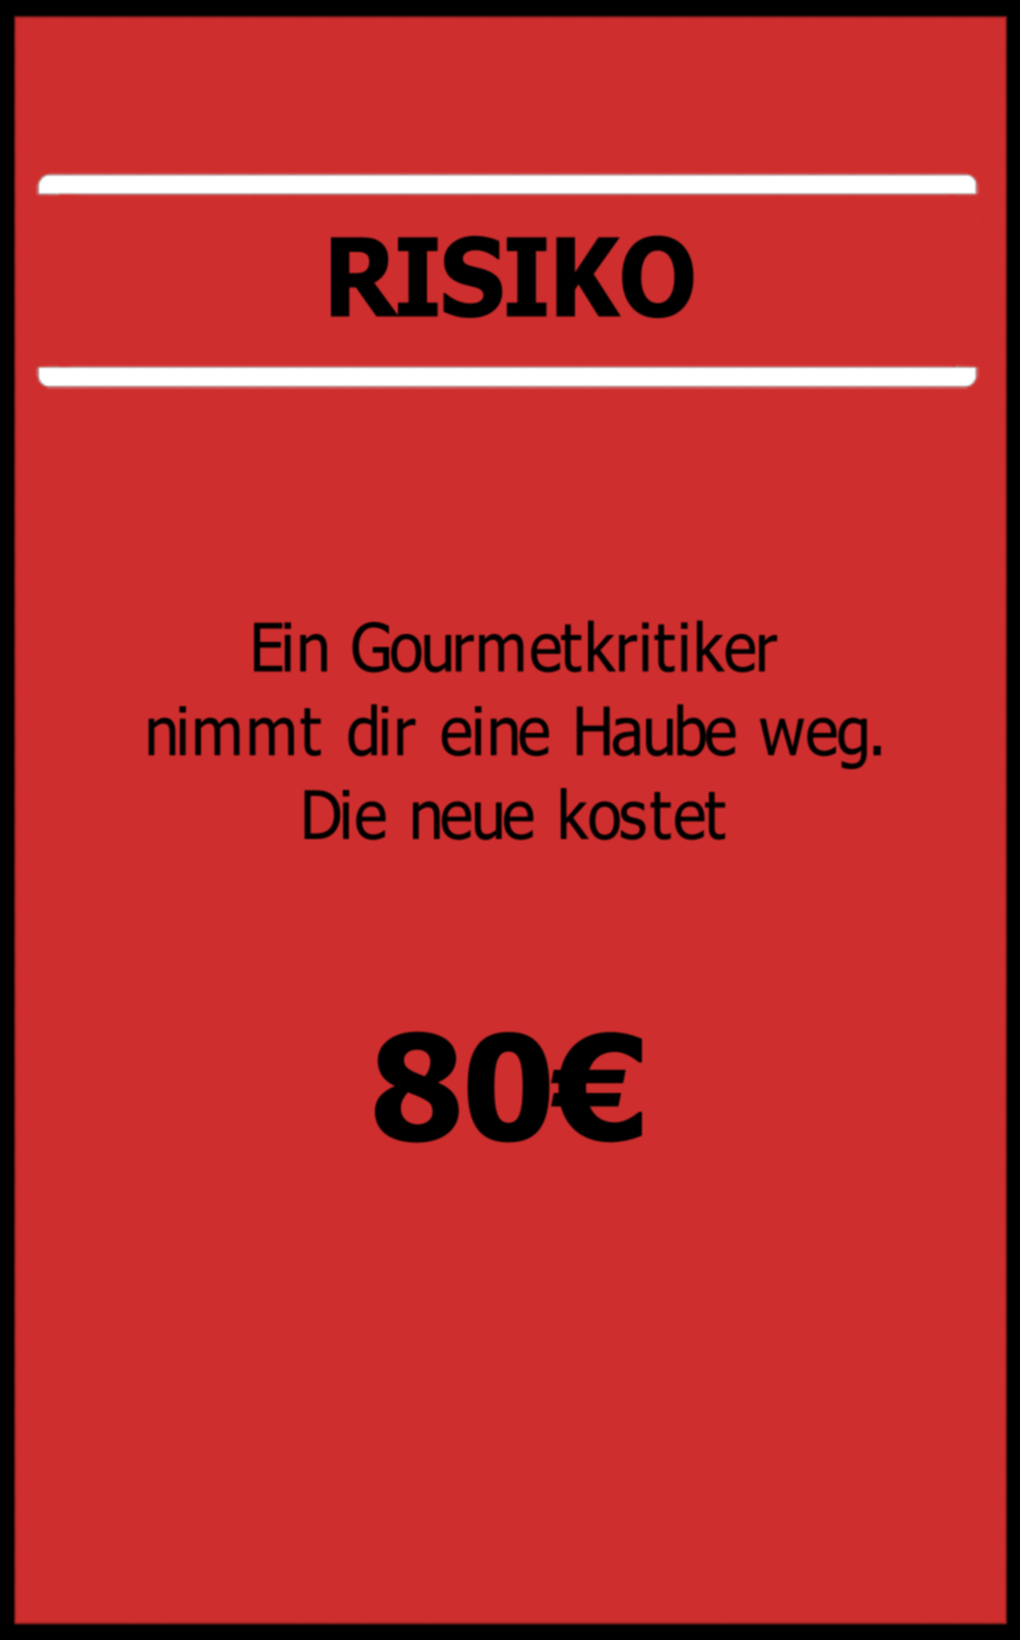 RISIKO
Ein Gourmetkritiker
nimmt dir eine Haube weg.
Die neue kostet
80€